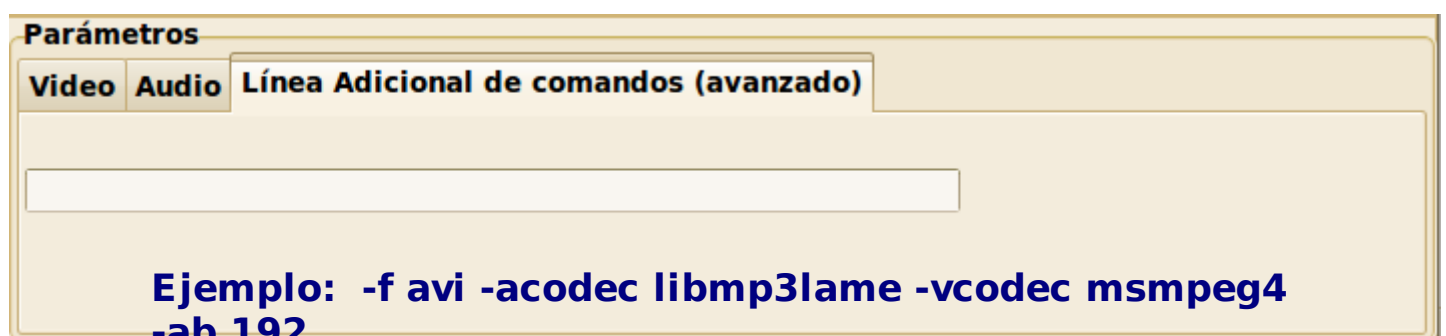 Parámetros
Video Audio Línea Adicional de comandos (avanzado)
Ejemplo: -f avi -acodec libmp3lame -vcodec msmpeg4
-ab 192